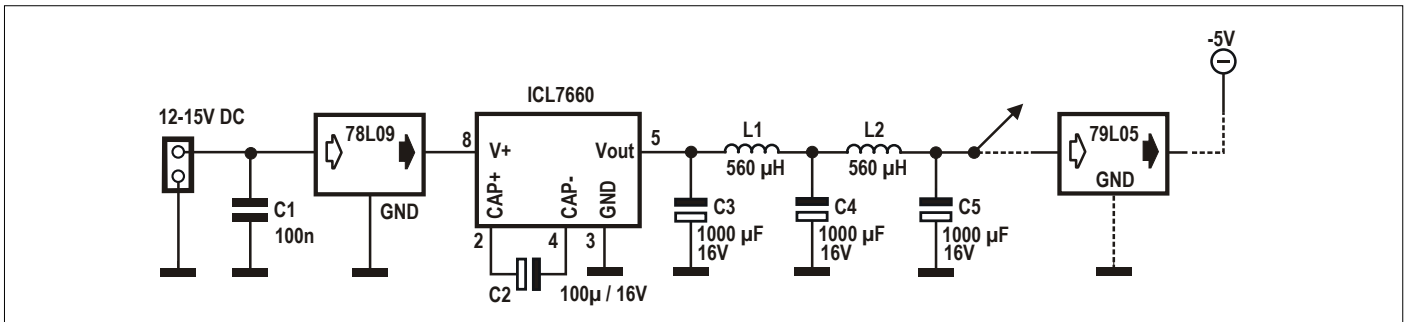 -5V
ICL7660
12-15V DC
78L09
8
V+
Vout
5
L1
560 µH
L2
560 µH
79L05
GND
CAP+
CAP-
GND
GND
C1
100n
2
4
3
C2
100µ / 16V
C3
1000 µF
16V
C4
1000 µF
16V
C5
1000 µF
16V